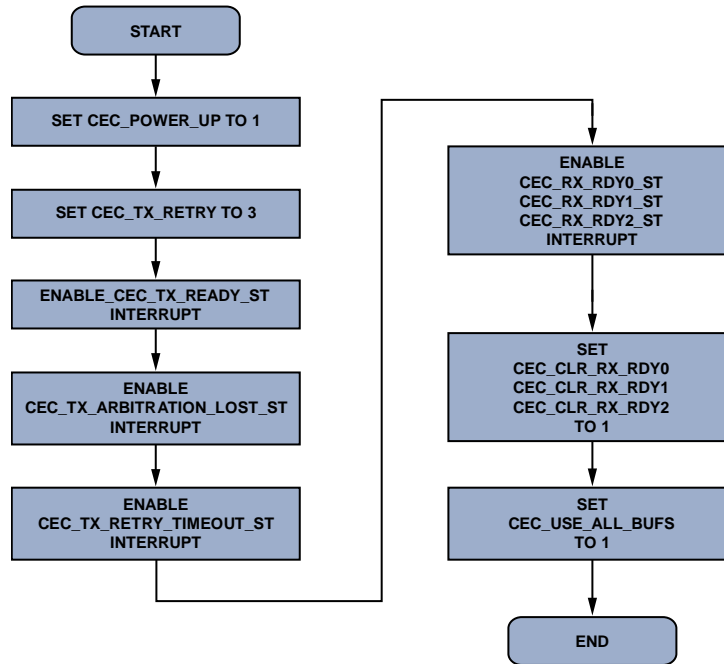 START
SET CEC_POWER_UP TO 1
SET CEC_TX_RETRY TO 3
ENABLE_CEC_TX_READY_ST
INTERRUPT
ENABLE
CEC_TX_ARBITRATION_LOST_ST
INTERRUPT
ENABLE
CEC_TX_RETRY_TIMEOUT_ST
INTERRUPT
ENABLE
CEC_RX_RDY0_ST
CEC_RX_RDY1_ST
CEC_RX_RDY2_ST
INTERRUPT
SET
CEC_CLR_RX_RDY0
CEC_CLR_RX_RDY1
CEC_CLR_RX_RDY2
TO 1
SET
CEC_USE_ALL_BUFS
TO 1
END